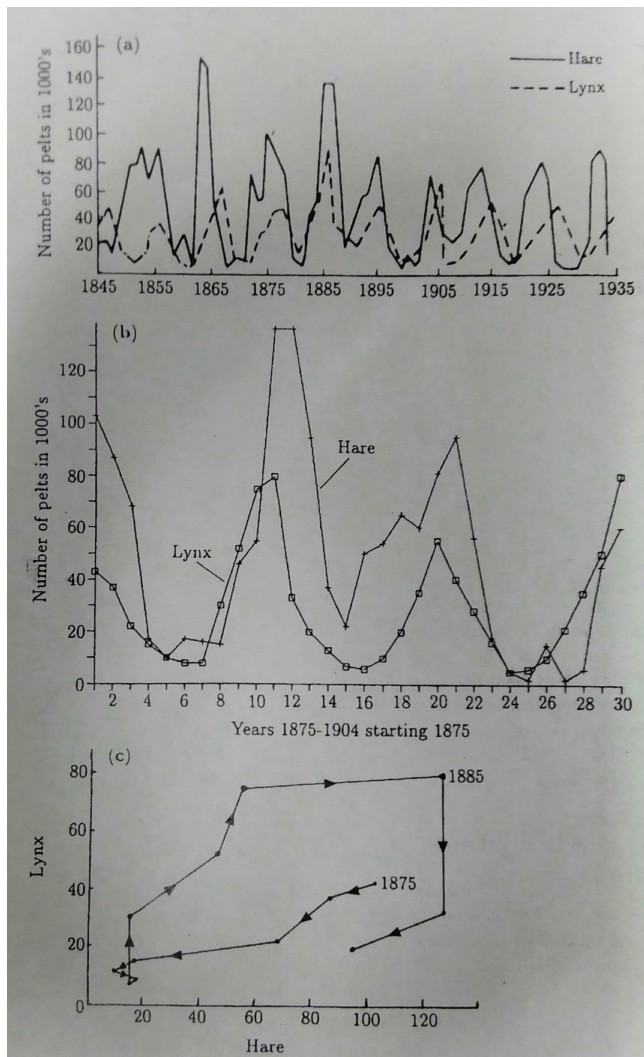 (a)
Hare
Lynx
Number of pelts in 1000's
160
140
120
100
80
60
40
20
1845 1855 1865 1875 1885 1895 1905 1915 1925 1935
(b)
Hare
Lynx
Number of pelts in 1000's
120
100
80
60
40
20
0
2 4 6 8 10 12 14 16 18 20 22 24 26 28 30
Years 1875-1904 starting 1875
(c)
1885
1875
Lynx
80
60
40
20
0
20 40 60 80 100 120
Hare